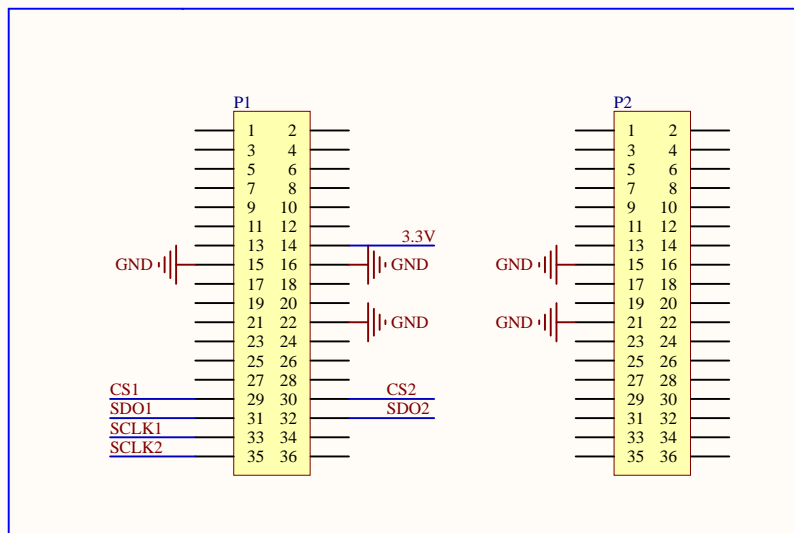 P1 P2
1 2 1 2
3 4 3 4
5 6 5 6
7 8 7 8
9 10 9 10
11 12 11 12
3.3V
13 14 13 14
GND 15 16 GND GND 15 16
17 18 17 18
19 20 19 20
21 22 GND GND 21 22
23 24 23 24
25 26 25 26
27 28 27 28
CS1 29 30 CS2 29 30
SDO1 31 32 SDO2 31 32
SCLK1 33 34 33 34
SCLK2 35 36 35 36